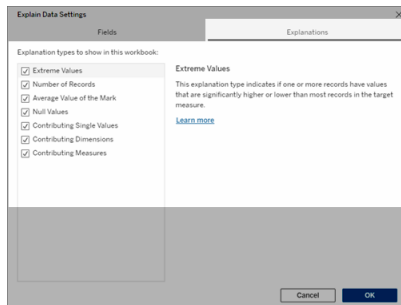 Explain Data Settings
Fields
Explanations
Explanation types to show in this workbook:
Extreme Values
Number of Records
Average Value of the Mark
Null Values
Contributing Single Values
Contributing Dimensions
Contributing Measures
Extreme Values
This explanation type indicates if one or more records have values
that are significantly higher or lower than most records in the target
measure.
Learn more
Cancel
OK